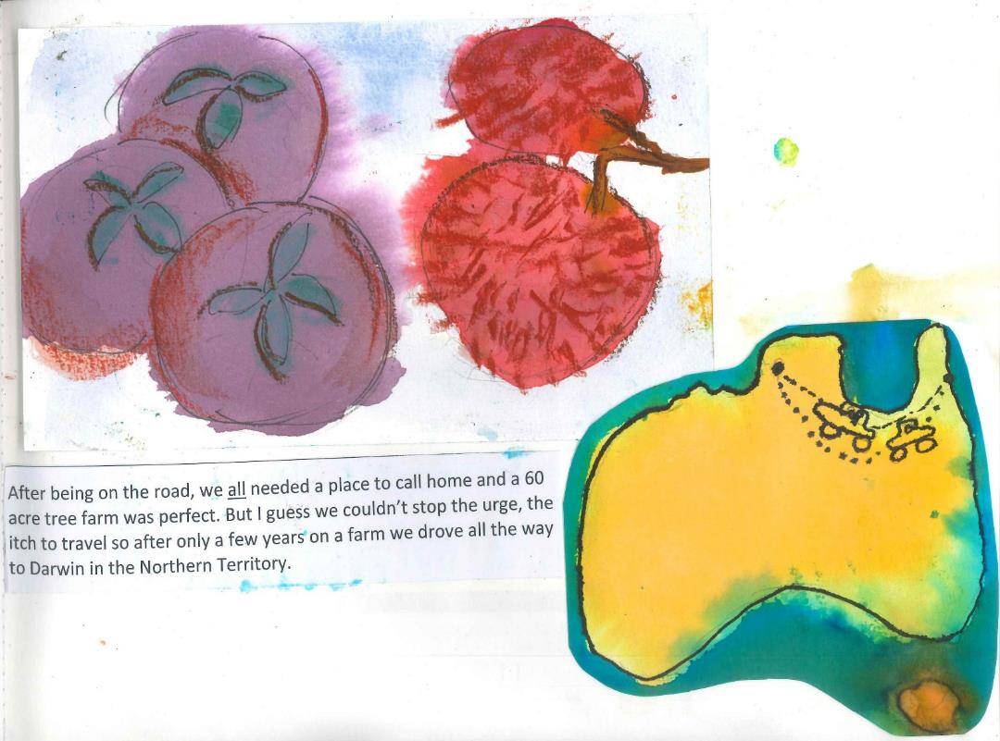 After being on the road, we all needed a place to call home and a 60
acre tree farm was perfect. But I guess we couldn't stop the urge, the
itch to travel so after only a few years on a farm we drove all the way
to Darwin in the Northern Territory.